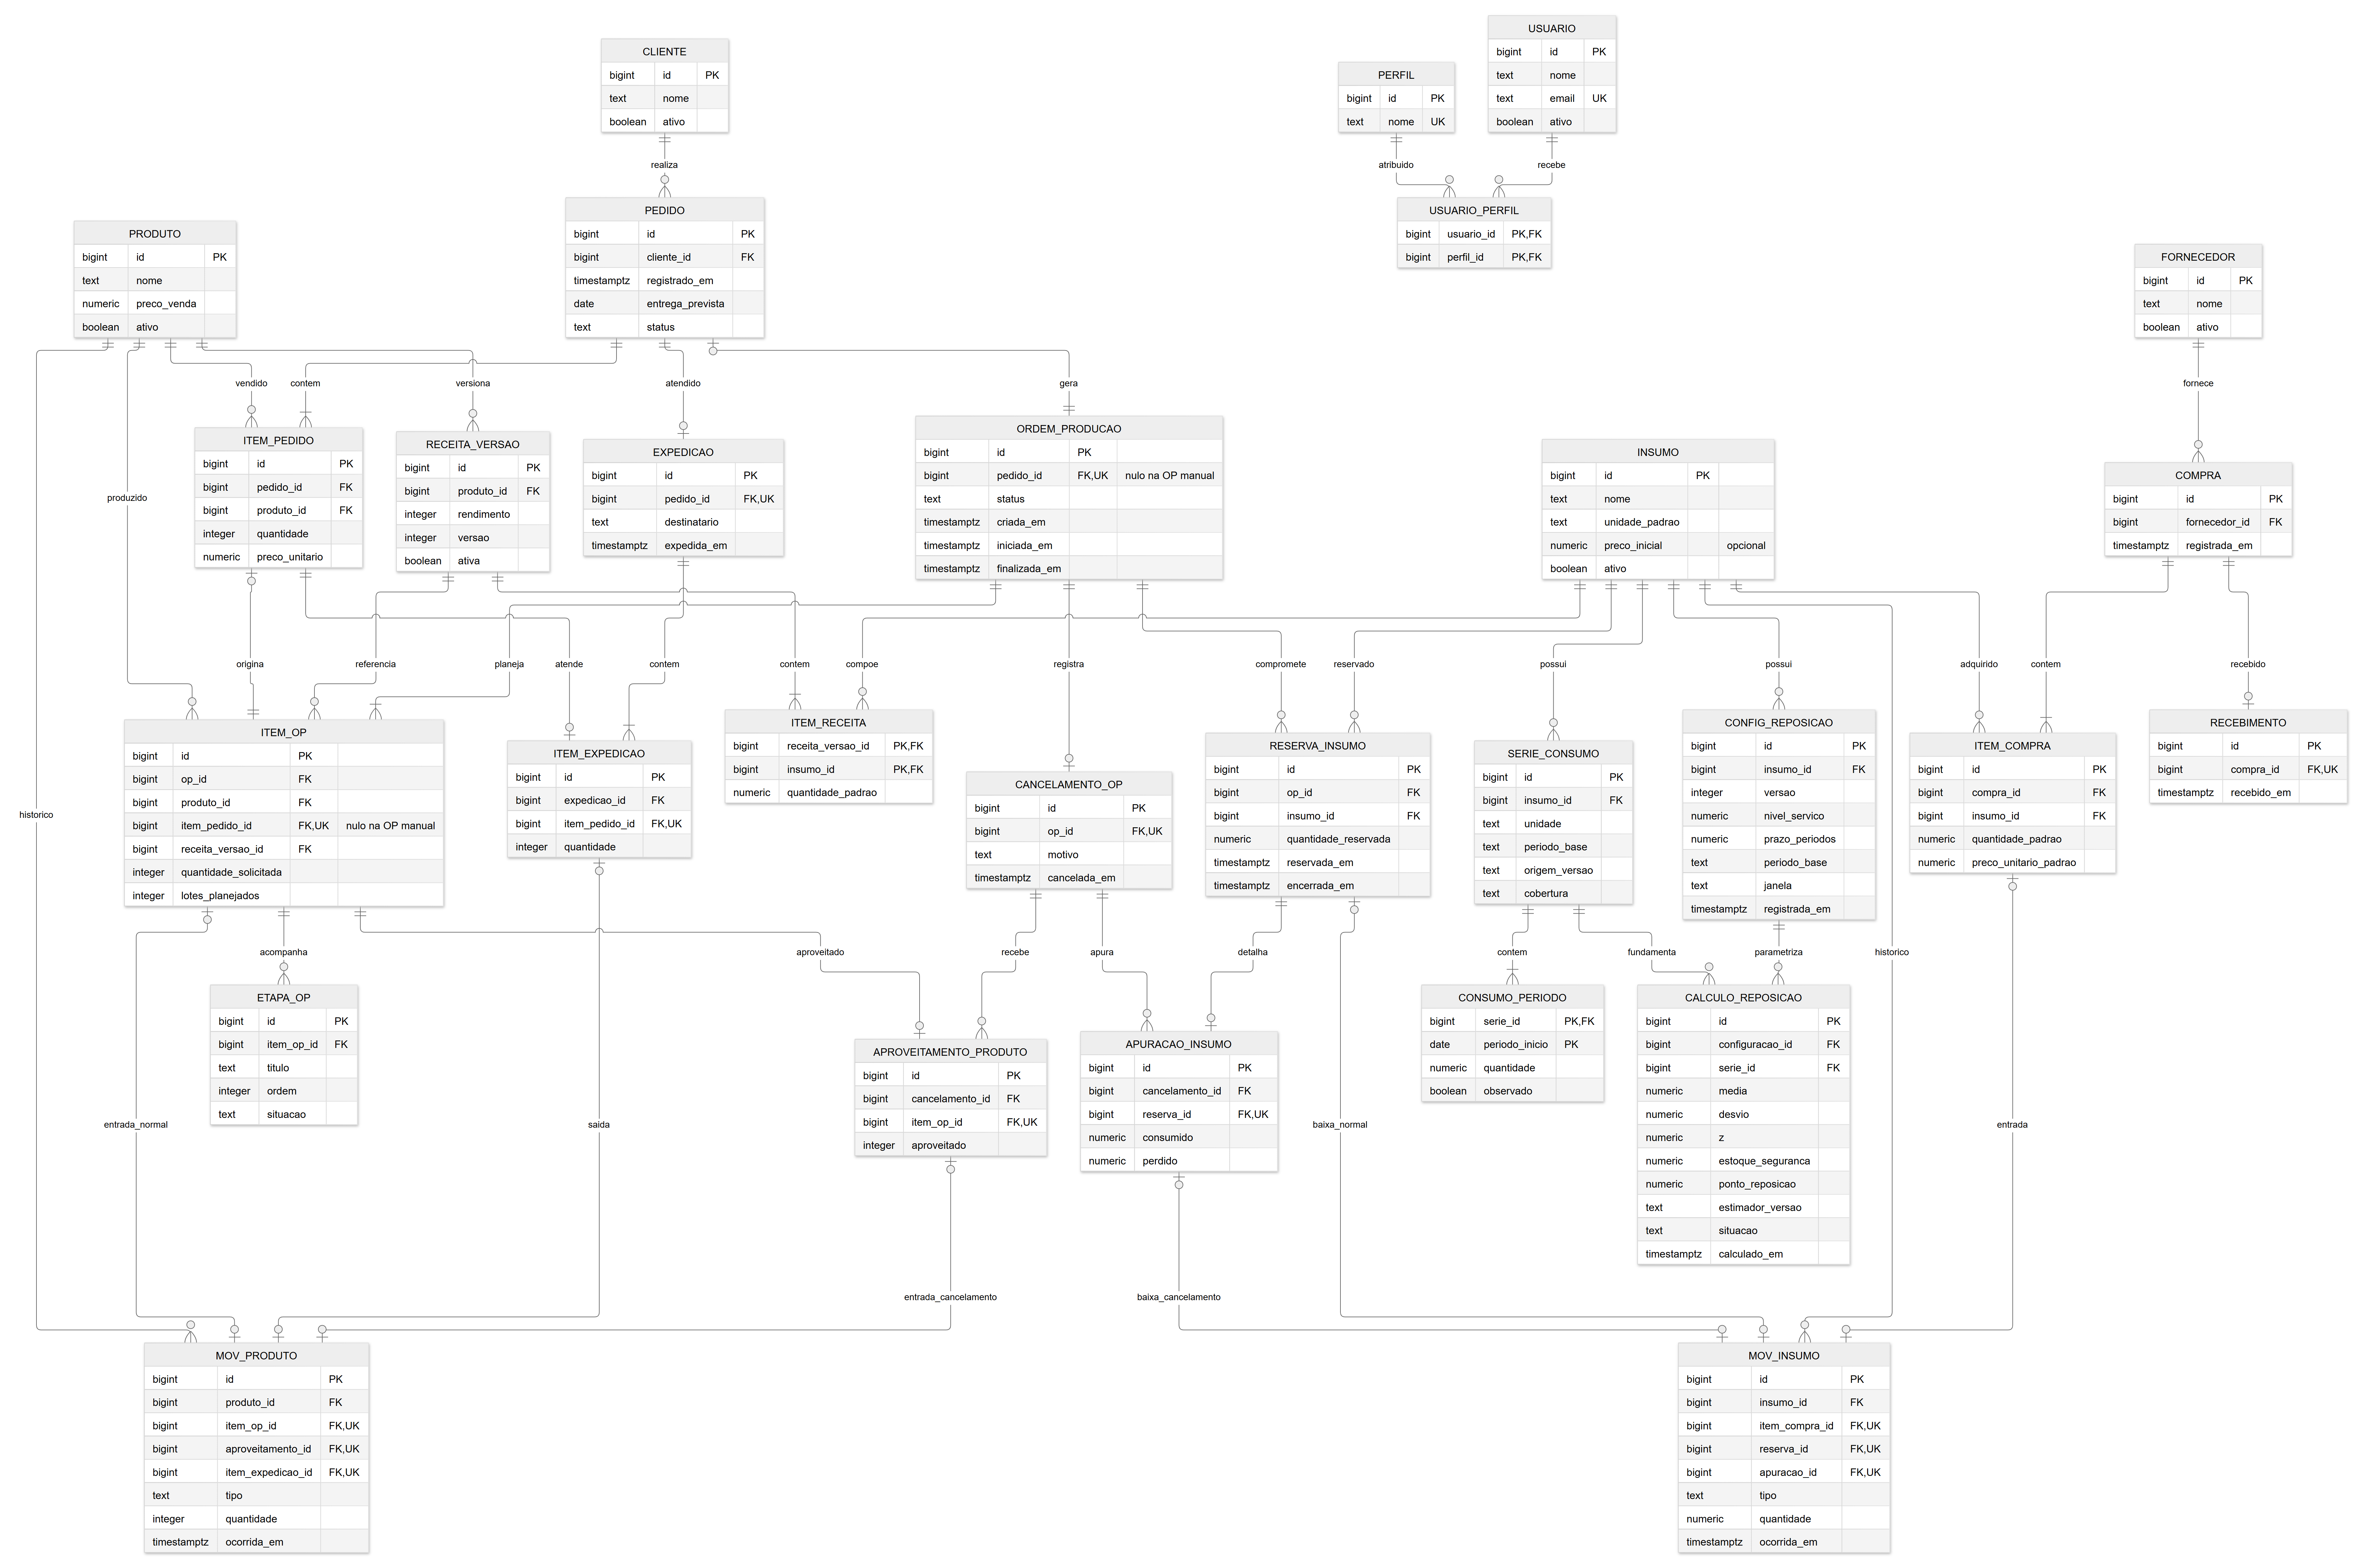 USUARIO
bigint id PK
text nome
text email UK
boolean ativo
CLIENTE
bigint id PK
text nome
boolean ativo
PERFIL
bigint id PK
text nome UK
realiza
atribuido
recebe
PEDIDO
bigint id PK
bigint cliente_id FK
timestamptz registrado_em
date entrega_prevista
text status
USUARIO_PERFIL
bigint usuario_id PK,FK
bigint perfil_id PK,FK
PRODUTO
bigint id PK
text nome
numeric preco_venda
boolean ativo
FORNECEDOR
bigint id PK
text nome
boolean ativo
vendido
contem
versiona
atendido
gera
fornece
ITEM_PEDIDO
bigint id PK
bigint pedido_id FK
bigint produto_id FK
integer quantidade
numeric preco_unitario
RECEITA_VERSAO
bigint id PK
bigint produto_id FK
integer rendimento
integer versao
boolean ativa
EXPEDICAO
bigint id PK
bigint pedido_id FK,UK
text destinatario
timestamptz expedida_em
ORDEM_PRODUCAO
bigint id PK
bigint pedido_id FK,UK nulo na OP manual
text status
timestamptz criada_em
timestamptz iniciada_em
timestamptz finalizada_em
INSUMO
bigint id PK
text nome
text unidade_padrao
numeric preco_inicial opcional
boolean ativo
COMPRA
bigint id PK
bigint fornecedor_id FK
timestamptz registrada_em
produzido
origina
referencia
planeja
atende
contem
contem
compoe
registra
compromete
reservado
possui
possui
adquirido
contem
recebido
ITEM_OP
bigint id PK
bigint op_id FK
bigint produto_id FK
bigint item_pedido_id FK,UK nulo na OP manual
bigint receita_versao_id FK
integer quantidade_solicitada
integer lotes_planejados
ITEM_EXPEDICAO
bigint id PK
bigint expedicao_id FK
bigint item_pedido_id FK,UK
integer quantidade
ITEM_RECEITA
bigint receita_versao_id PK,FK
bigint insumo_id PK,FK
numeric quantidade_padrao
CANCELAMENTO_OP
bigint id PK
bigint op_id FK,UK
text motivo
timestamptz cancelada_em
RESERVA_INSUMO
bigint id PK
bigint op_id FK
bigint insumo_id FK
numeric quantidade_reservada
timestamptz reservada_em
timestamptz encerrada_em
SERIE_CONSUMO
bigint id PK
bigint insumo_id FK
text unidade
text periodo_base
text origem_versao
text cobertura
CONFIG_REPOSICAO
bigint id PK
bigint insumo_id FK
integer versao
numeric nivel_servico
numeric prazo_periodos
text periodo_base
text janela
timestamptz registrada_em
ITEM_COMPRA
bigint id PK
bigint compra_id FK
bigint insumo_id FK
numeric quantidade_padrao
numeric preco_unitario_padrao
RECEBIMENTO
bigint id PK
bigint compra_id FK,UK
timestamptz recebido_em
historico
acompanha
aproveitado
recebe
apura
detalha
contem
fundamenta
parametriza
historico
ETAPA_OP
bigint id PK
bigint item_op_id FK
text titulo
integer ordem
text situacao
APROVEITAMENTO_PRODUTO
bigint id PK
bigint cancelamento_id FK
bigint item_op_id FK,UK
integer aproveitado
APURACAO_INSUMO
bigint id PK
bigint cancelamento_id FK
bigint reserva_id FK,UK
numeric consumido
numeric perdido
CONSUMO_PERIODO
bigint serie_id PK,FK
date periodo_inicio PK
numeric quantidade
boolean observado
CALCULO_REPOSICAO
bigint id PK
bigint configuracao_id FK
bigint serie_id FK
numeric media
numeric desvio
numeric z
numeric estoque_seguranca
numeric ponto_reposicao
text estimador_versao
text situacao
timestamptz calculado_em
entrada_normal
saida
baixa_normal
entrada
entrada_cancelamento
baixa_cancelamento
MOV_PRODUTO
bigint id PK
bigint produto_id FK
bigint item_op_id FK,UK
bigint aproveitamento_id FK,UK
bigint item_expedicao_id FK,UK
text tipo
integer quantidade
timestamptz ocorrida_em
MOV_INSUMO
bigint id PK
bigint insumo_id FK
bigint item_compra_id FK,UK
bigint reserva_id FK,UK
bigint apuracao_id FK,UK
text tipo
numeric quantidade
timestamptz ocorrida_em